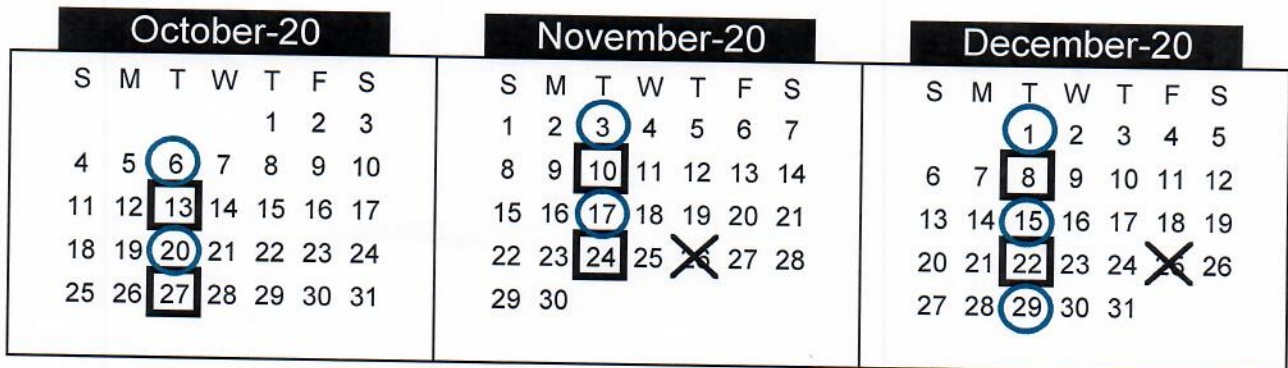 October-20
S M T W T F S
1 2 3
4 5 6 7 8 9 10
11 12 13 14 15 16 17
18 19 20 21 22 23 24
25 26 27 28 29 30 31
November-20
S M T W T F S
1 2 3 4 5 6 7
8 9 10 11 12 13 14
15 16 17 18 19 20 21
22 23 24 25 26 27 28
29 30
December-20
S M T W T F S
1 2 3 4 5
6 7 8 9 10 11 12
13 14 15 16 17 18 19
20 21 22 23 24 25 26
27 28 29 30 31